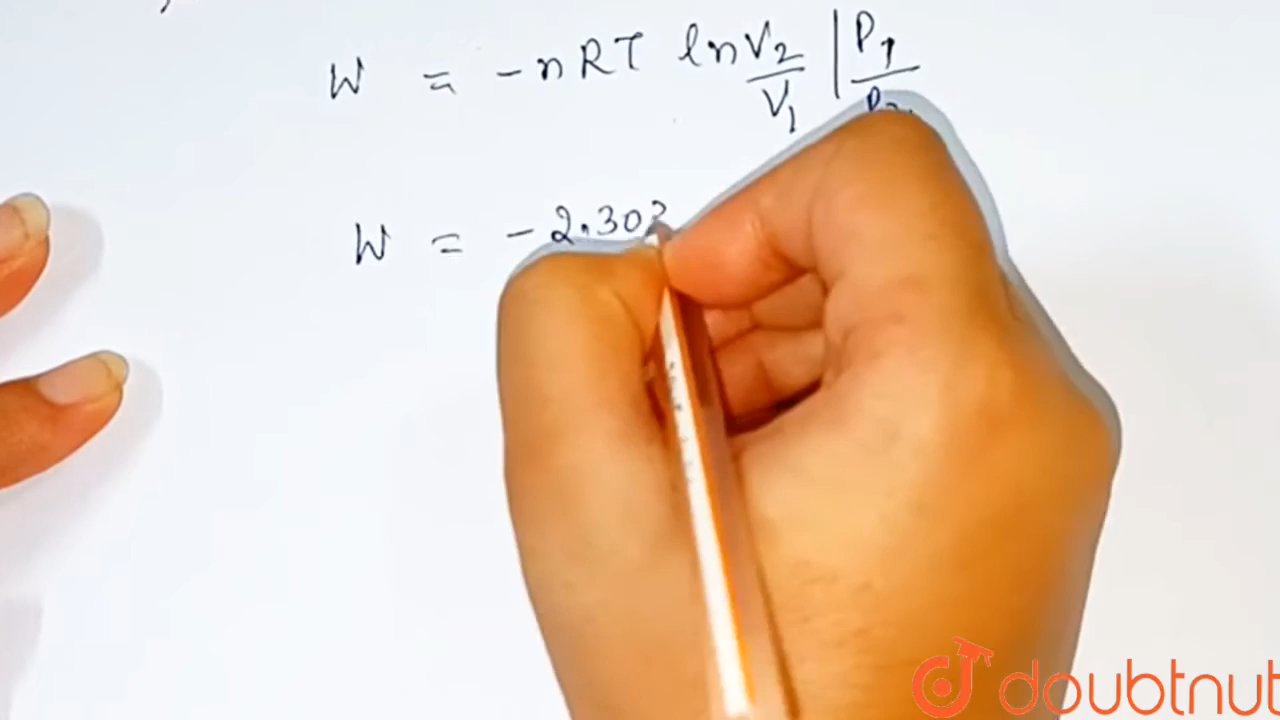 W = -nRT ln V2/V1 | P1/P2
W = -2.303
doubtnut